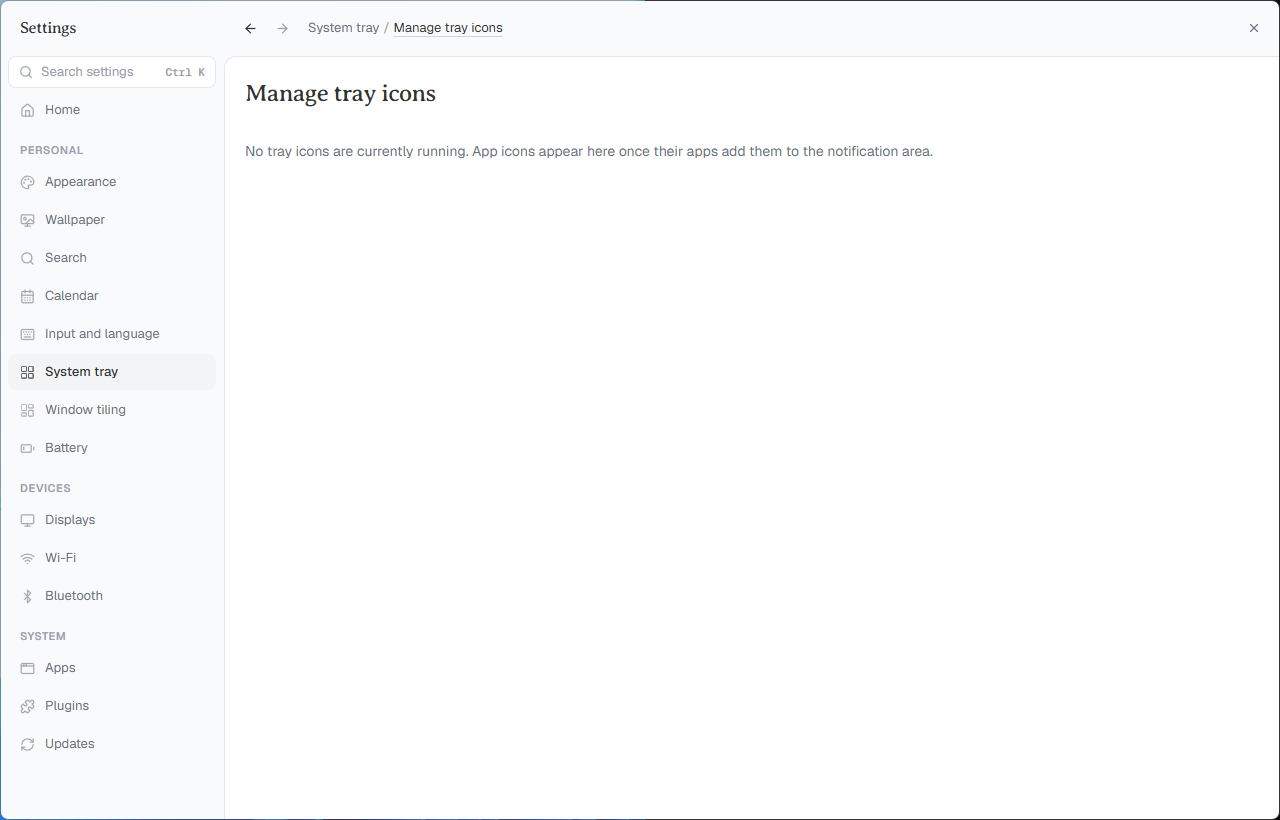 Settings
System tray / Manage tray icons
Search settings Ctrl K
Home
PERSONAL
Appearance
Wallpaper
Search
Calendar
Input and language
System tray
Window tiling
Battery
DEVICES
Displays
Wi-Fi
Bluetooth
SYSTEM
Apps
Plugins
Updates
Manage tray icons
No tray icons are currently running. App icons appear here once their apps add them to the notification area.